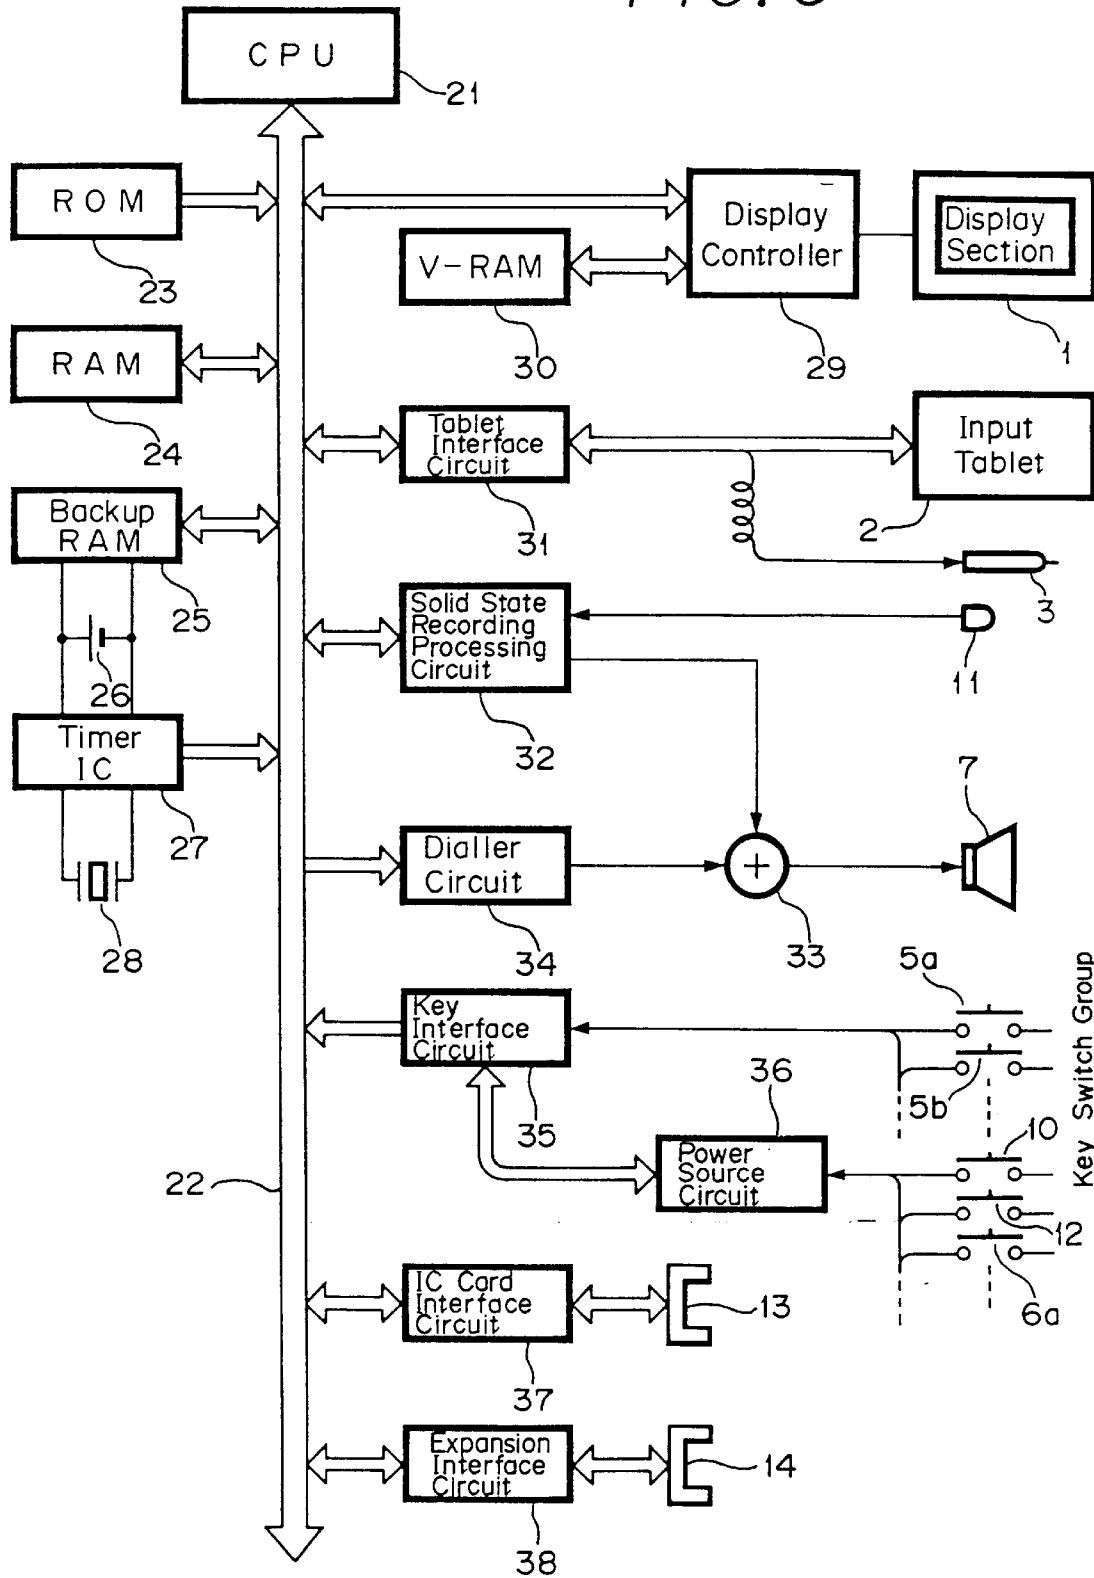 CPU
21
ROM
23
Display
Controller
29
Display
Section
1
V-RAM
30
RAM
24
Tablet
Interface
Circuit
31
Input
Tablet
2
3
Backup
RAM
25
26
Solid State
Recording
Processing
Circuit
32
11
Timer
IC
27
28
7
Dialler
Circuit
34
+
33
Key
Interface
Circuit
35
5a
5b
Key Switch Group
36
Power
Source
Circuit
10
12
6a
22
IC Card
Interface
Circuit
37
13
Expansion
Interface
Circuit
38
14